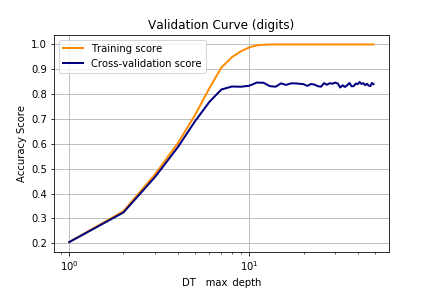 Validation Curve (digits)
Training score
Cross-validation score
Accuracy Score
1.0
0.9
0.8
0.7
0.6
0.5
0.4
0.3
0.2
10⁰ 10¹
DT max depth